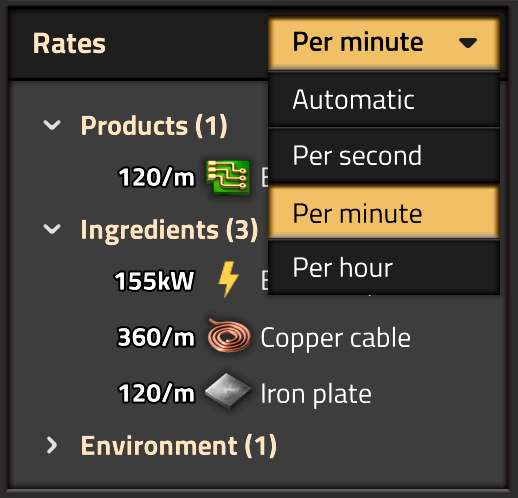 Rates
Per minute
Automatic
Per second
Per minute
Per hour
Products (1)
120/m
Ingredients (3)
155kW
360/m Copper cable
120/m Iron plate
Environment (1)